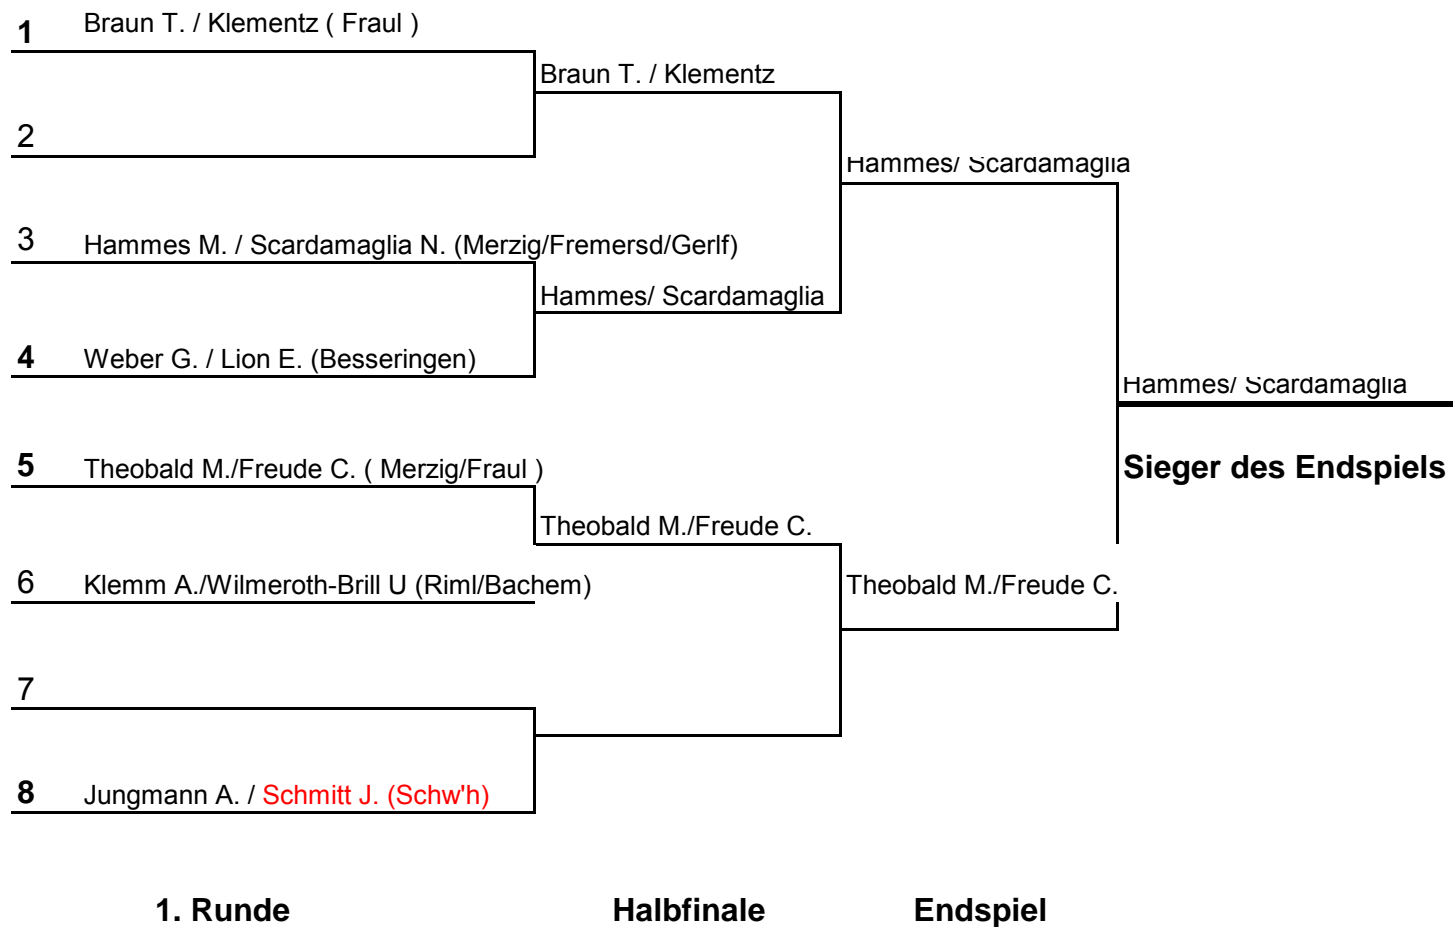 1 Braun T. / Klementz ( Fraul )
Braun T. / Klementz
2
Hammes/ Scardamaglia
3 Hammes M. / Scardamaglia N. (Merzig/Fremersd/Gerlf)
Hammes/ Scardamaglia
4 Weber G. / Lion E. (Besseringen)
Hammes/ Scardamaglia
5 Theobald M./Freude C. ( Merzig/Fraul )
Sieger des Endspiels
Theobald M./Freude C.
6 Klemm A./Wilmeroth-Brill U (Riml/Bachem)
Theobald M./Freude C.
7
8 Jungmann A. / Schmitt J. (Schw'h)
1. Runde Halbfinale Endspiel